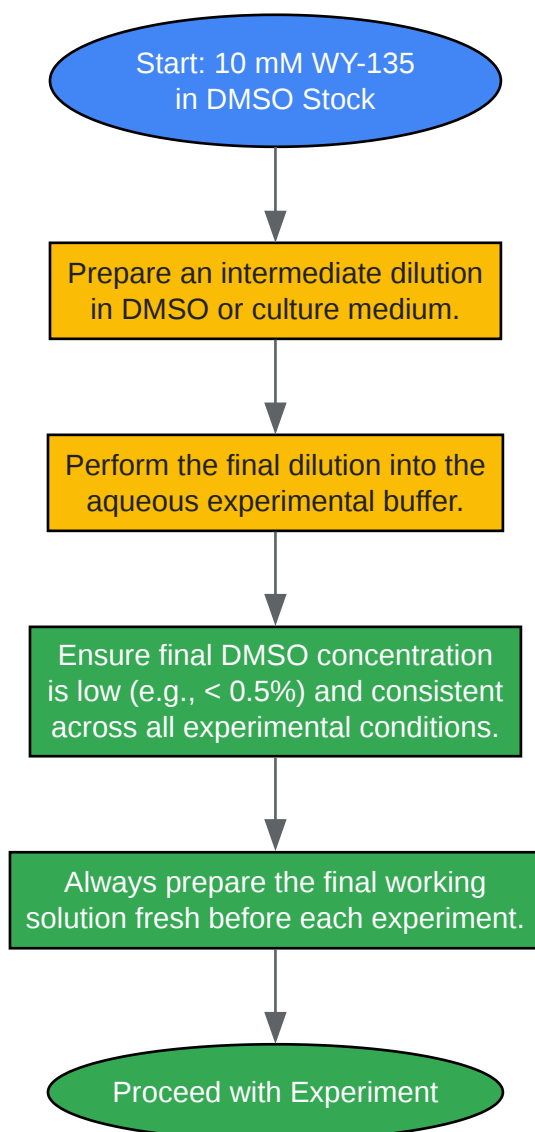 Start: 10 mM WY-135
in DMSO Stock
Prepare an intermediate dilution
in DMSO or culture medium.
Perform the final dilution into the
aqueous experimental buffer.
Ensure final DMSO concentration
is low (e.g., < 0.5%) and consistent
across all experimental conditions.
Always prepare the final working
solution fresh before each experiment.
Proceed with Experiment